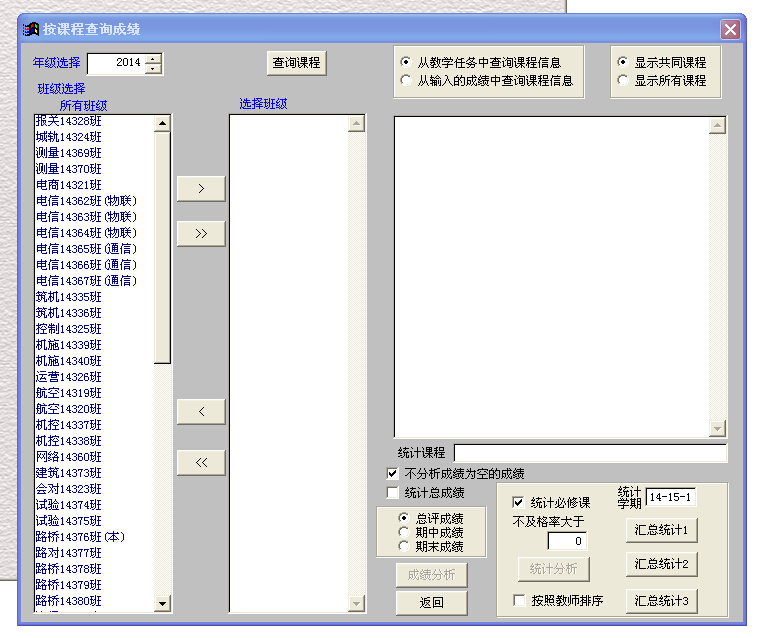 按课程查询成绩
年级选择
2014
查询课程
从教学任务中查询课程信息
从输入的成绩中查询课程信息
显示共同课程
显示所有课程
班级选择
所有班级
选择班级
报关14328班
城轨14324班
测量14369班
测量14370班
电商14321班
电信14362班(物联)
电信14363班(物联)
电信14364班(物联)
电信14365班(通信)
电信14366班(通信)
电信14367班(通信)
筑机14335班
筑机14336班
控制14325班
机施14339班
机施14340班
运营14326班
航空14319班
航空14320班
机控14337班
机控14338班
网络14360班
建筑14373班
会对14323班
试验14374班
试验14375班
路桥14376班(本)
路对14377班
路桥14378班
路桥14379班
路桥14380班
>
>>
<
<<
统计课程
不分析成绩为空的成绩
统计总成绩
总评成绩
期中成绩
期末成绩
成绩分析
返回
统计必修课
统计
学期
14-15-1
不及格率大于
0
统计分析
按照教师排序
汇总统计1
汇总统计2
汇总统计3